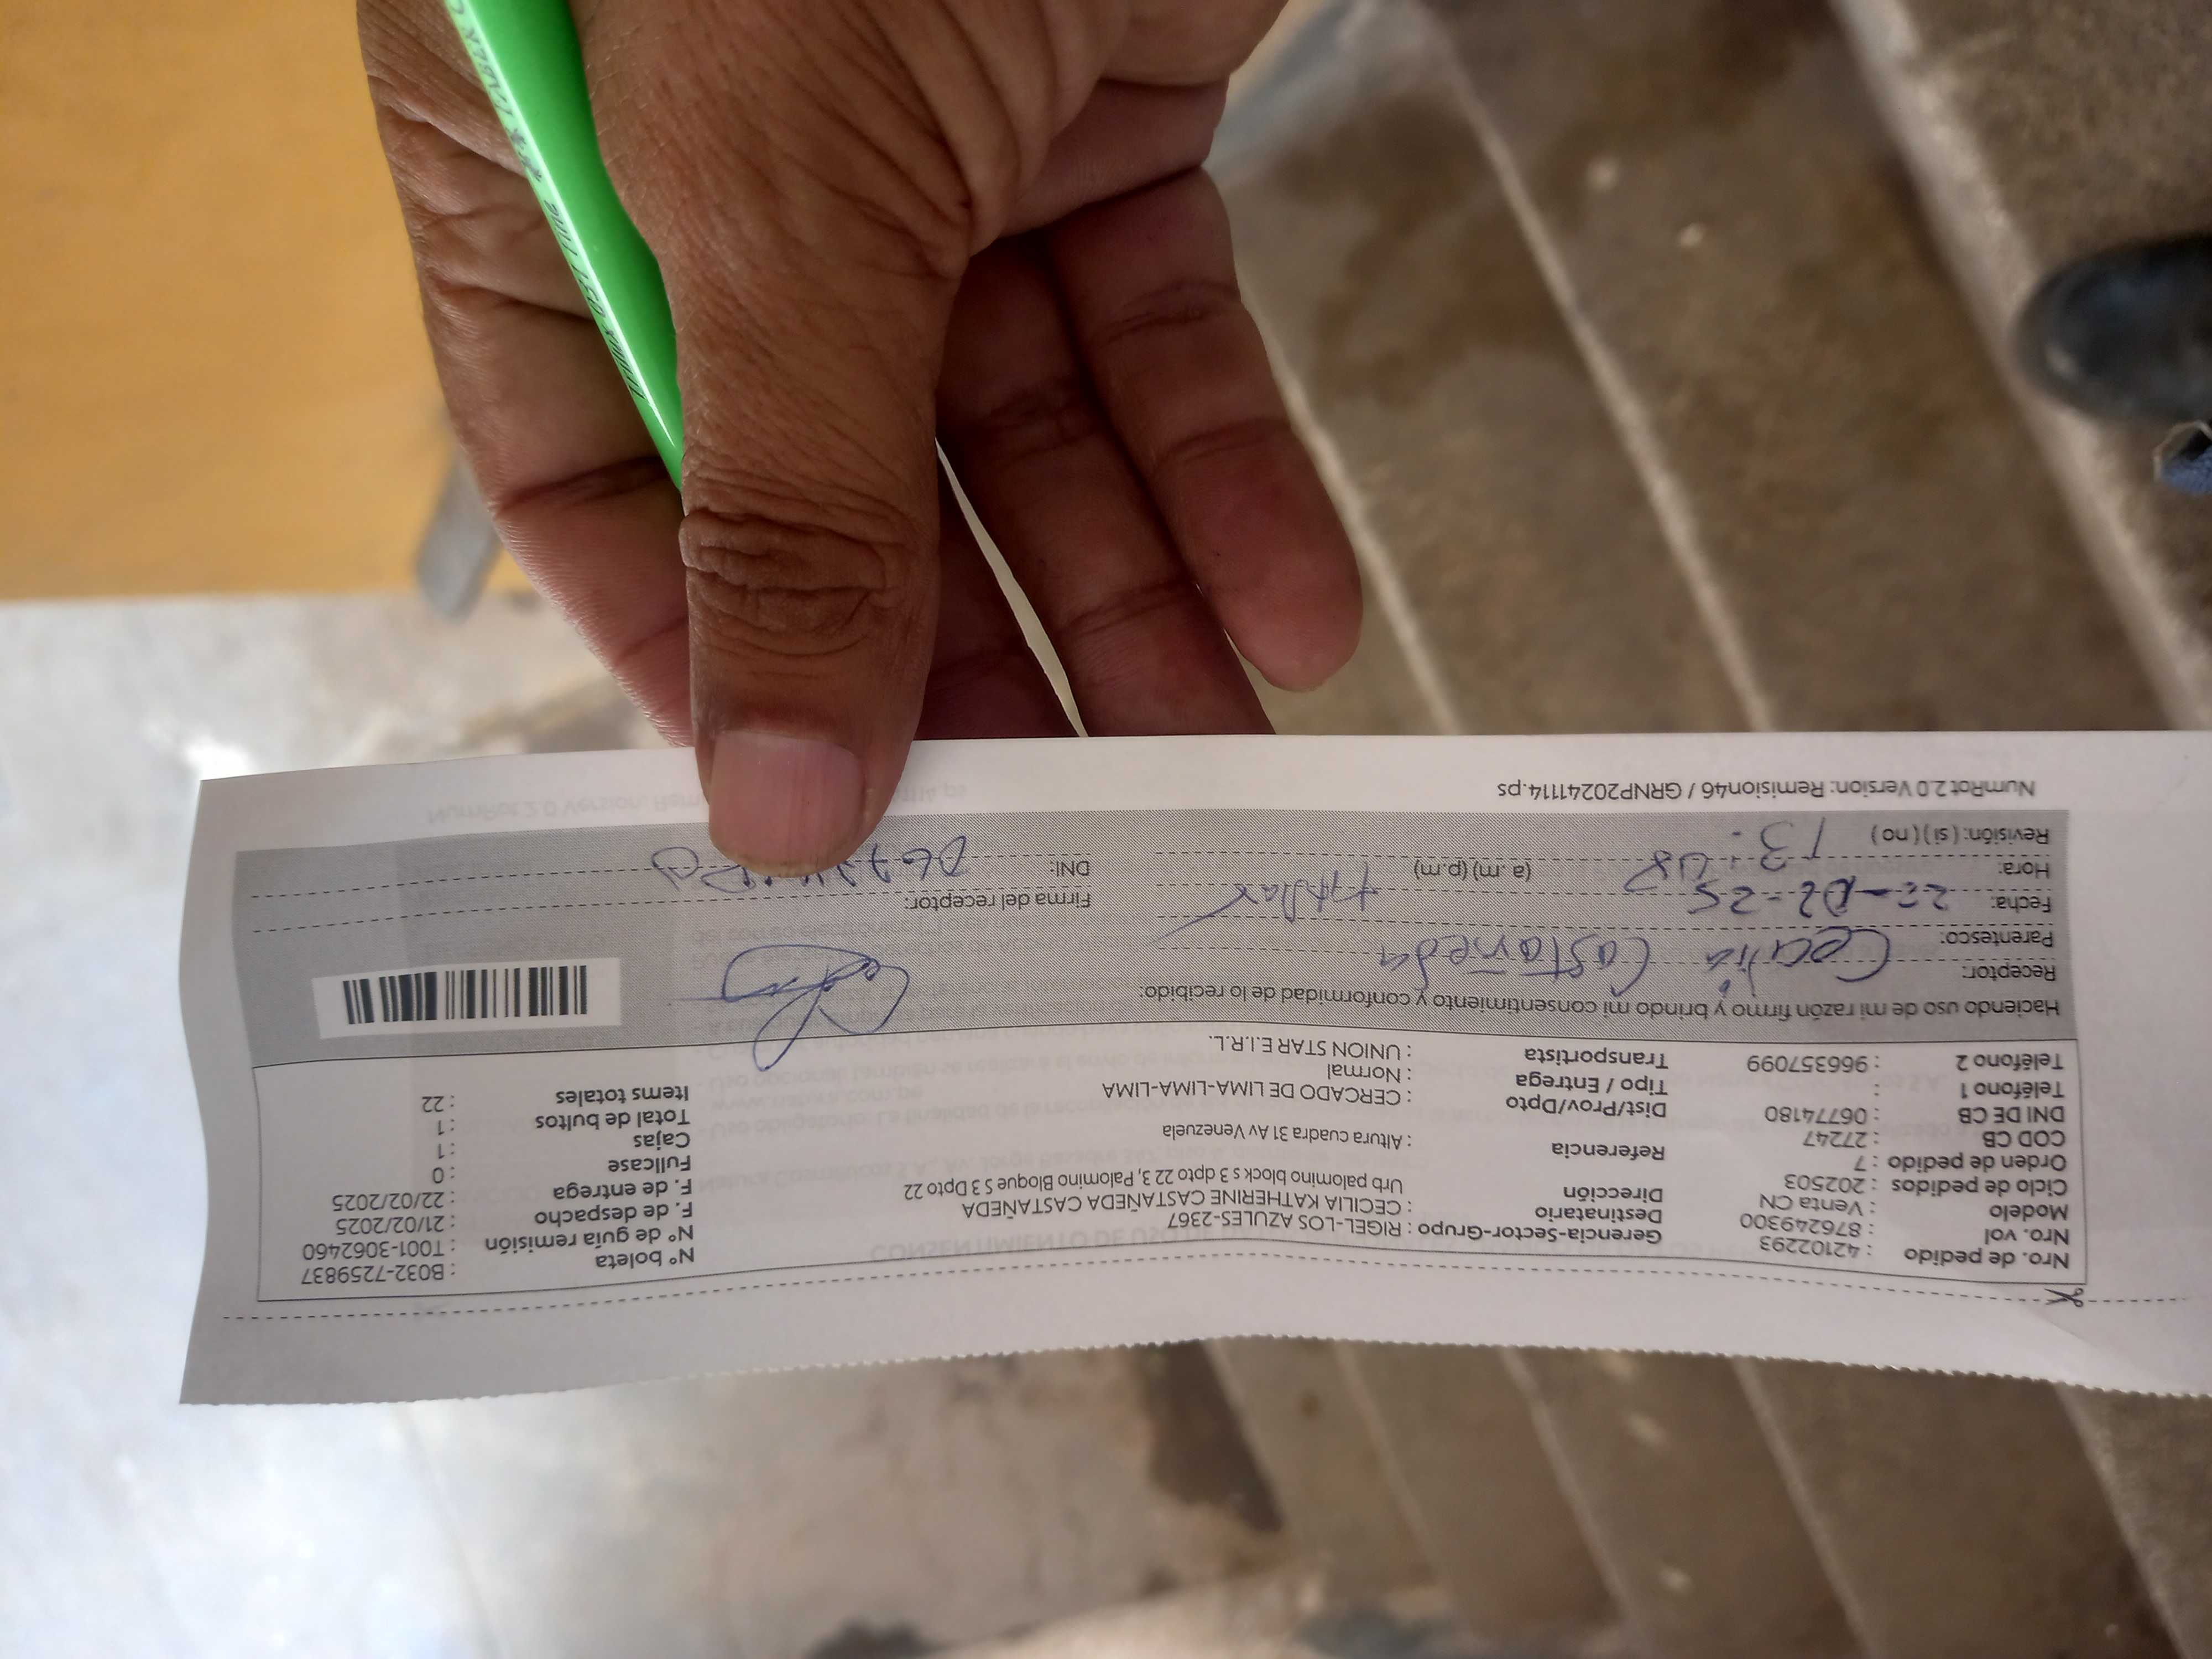 Nro. de pedido : 42102293
Nro. vol : 876249300
Modelo : Venta CN
Ciclo de pedidos : 202503
Orden de pedido : 7
COD CB : 27247
DNI DE CB : 06774180
Teléfono 1 :
Teléfono 2 : 966357099
Gerencia-Sector-Grupo : RIGEL-LOS AZULES-2367
Destinatario : CECILIA KATHERINE CASTAÑEDA CASTAÑEDA
Dirección Urb palomino block s 3 dpto 22 3, Palomino Bloque S 3 Dpto 22
Referencia : Altura cuadra 31 Av Venezuela
Dist/Prov/Dpto : CERCADO DE LIMA-LIMA-LIMA
Tipo / Entrega : Normal
Transportista : UNION STAR E.I.R.L.
N° boleta : B032-7259837
N° de guía remisión : T001-3062460
F. de despacho : 21/02/2025
F. de entrega : 22/02/2025
Fullcase : 0
Cajas : 1
Total de bultos : 1
Items totales : 22
Haciendo uso de mi razón firmo y brindo mi consentimiento y conformidad de lo recibido:
Receptor: Cecilia Castañeda
Parentesco: titular
Fecha: 22-02-25
Hora: 13:08 (a.m) (p.m)
Revisión: ( si ) ( no )
Firma del receptor:
DNI:
NumRot 2.0 Version: Remision46 / GRNP20241114.ps